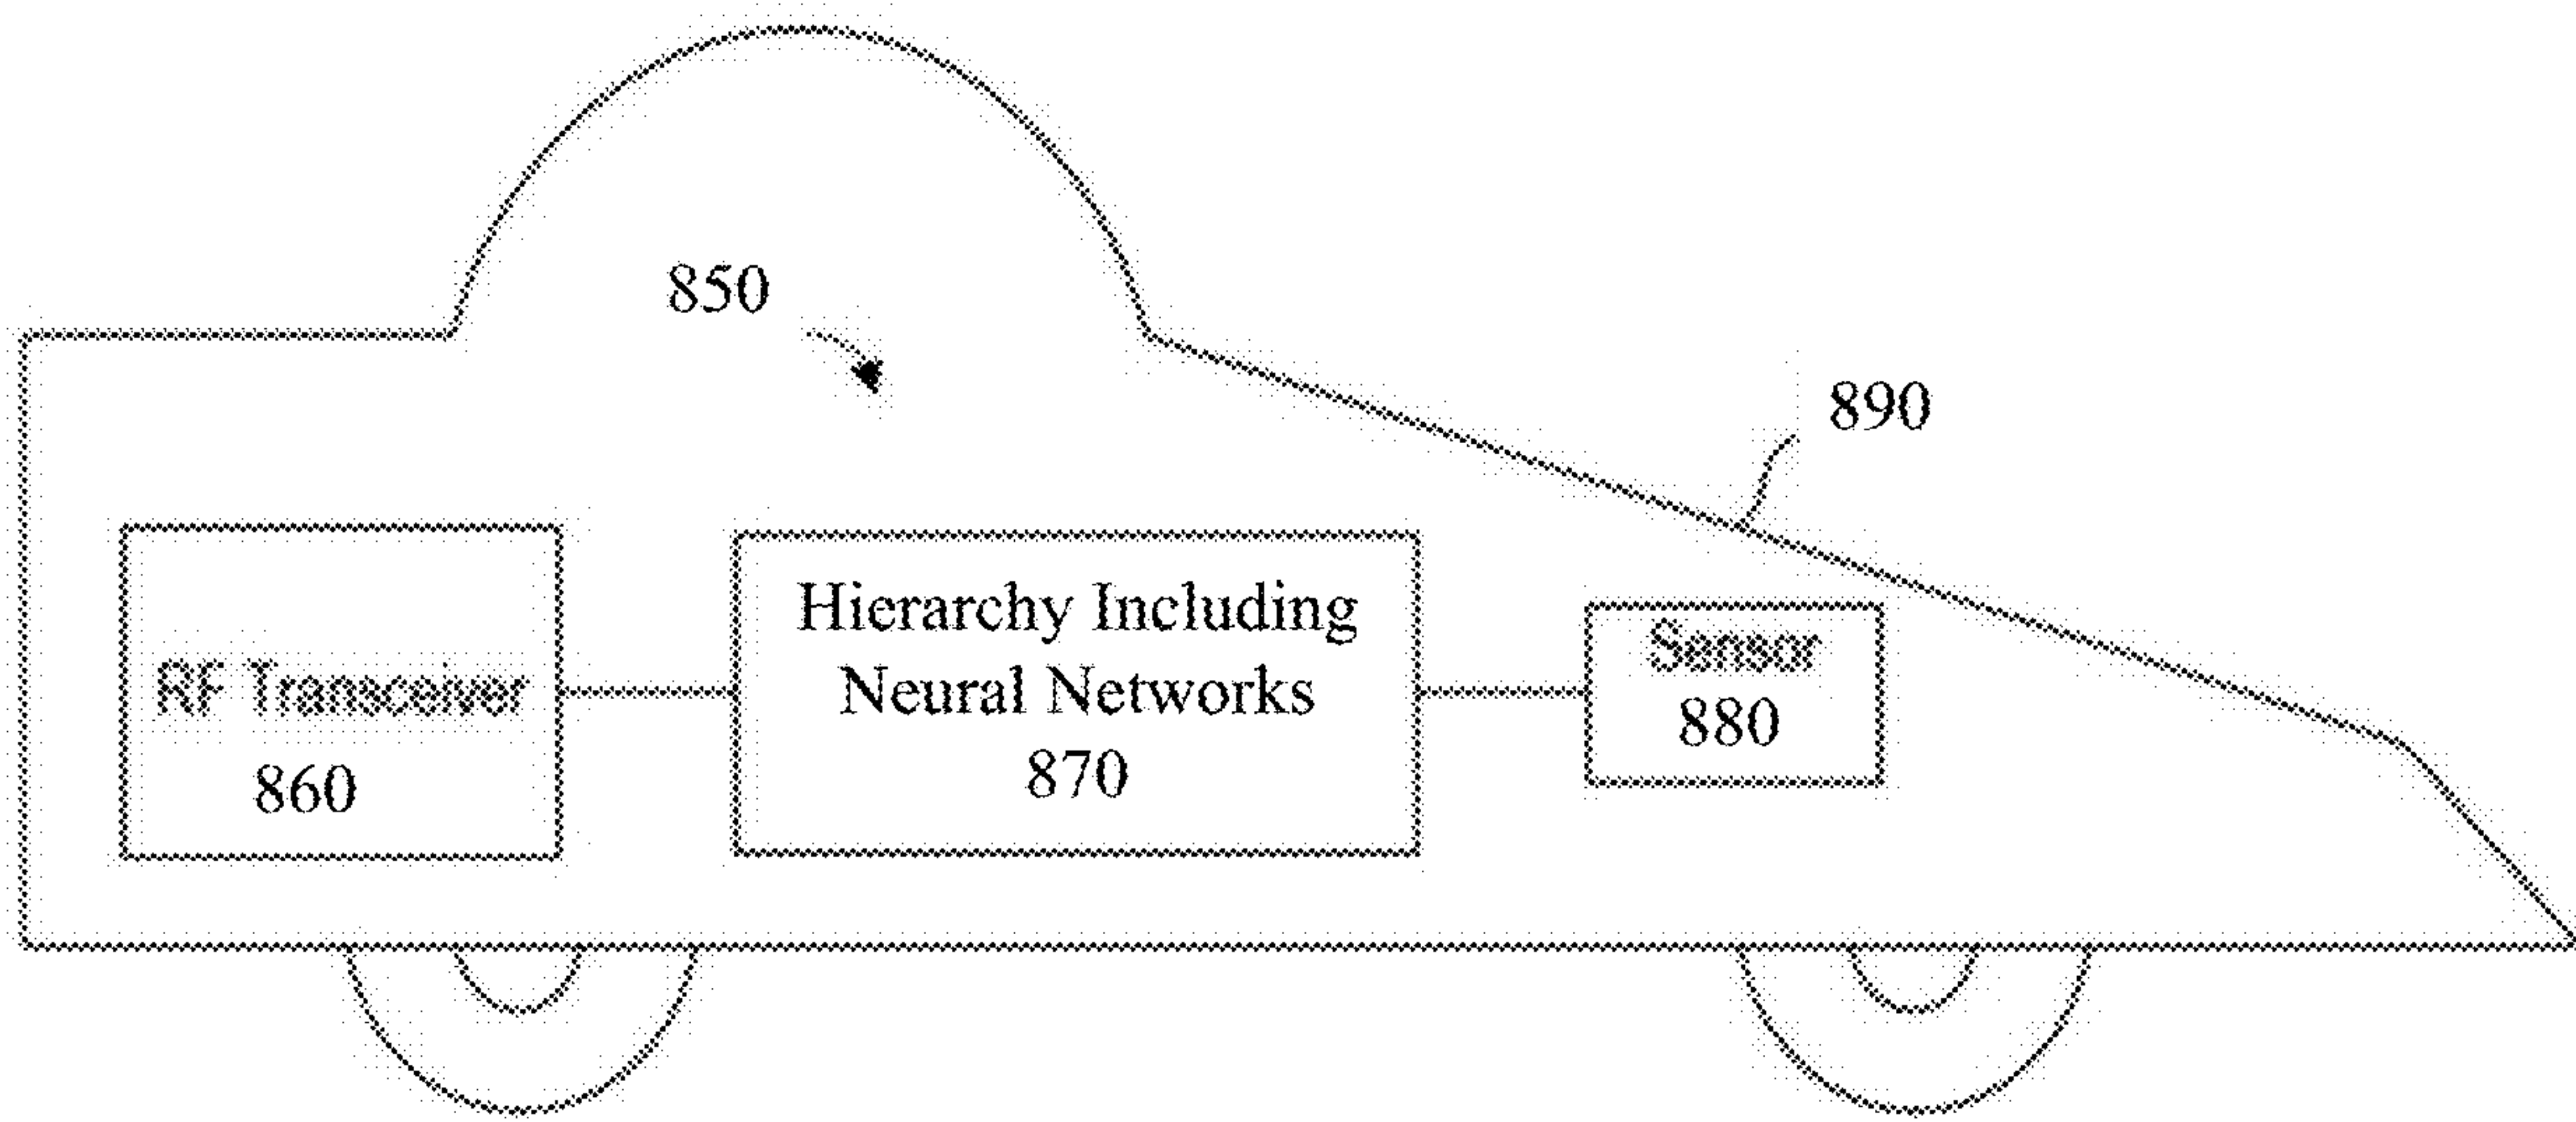 850
890
RF Transceiver
860
Hierarchy Including
Neural Networks
870
Sensor
880